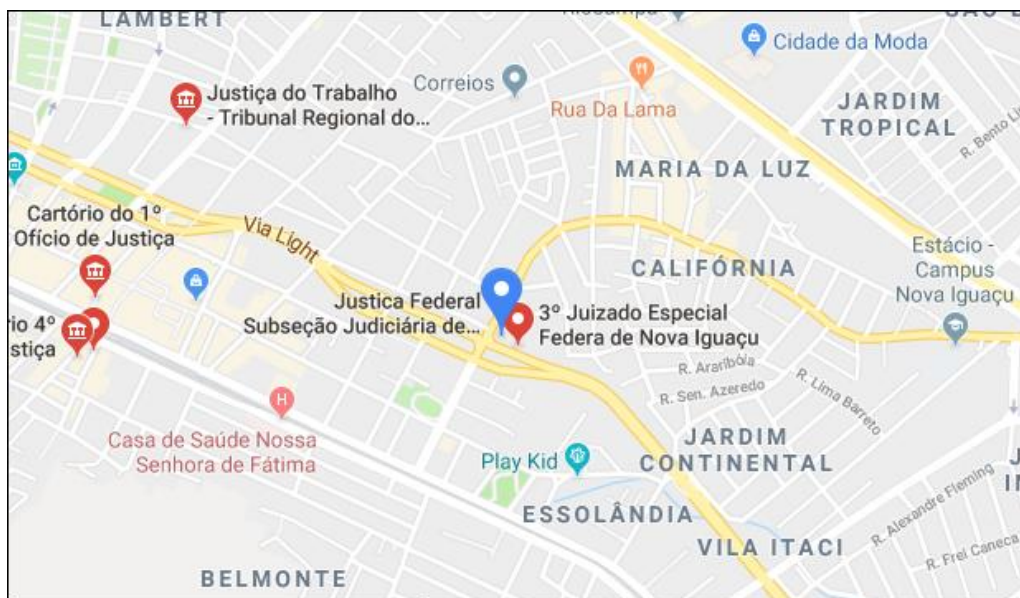 LAMBERT
Correios
Cidade da Moda
Justiça do Trabalho
- Tribunal Regional do...
Rua Da Lama
JARDIM
TROPICAL
MARIA DA LUZ
Cartório do 1º
Ofício de Justiça
Via Light
CALIFÓRNIA
Estácio -
Campus
Nova Iguaçu
Justica Federal
Subseção Judiciária de...
3º Juizado Especial
Federa de Nova Iguaçu
rio 4º
stiça
R. Araribóia
R. Sen. Azeredo
R. Lima Barreto
Casa de Saúde Nossa
Senhora de Fátima
H
Play Kid
JARDIM
CONTINENTAL
ESSOLÂNDIA
VILA ITACI
R. Alexandre Fleming
R. Frei Caneca
BELMONTE